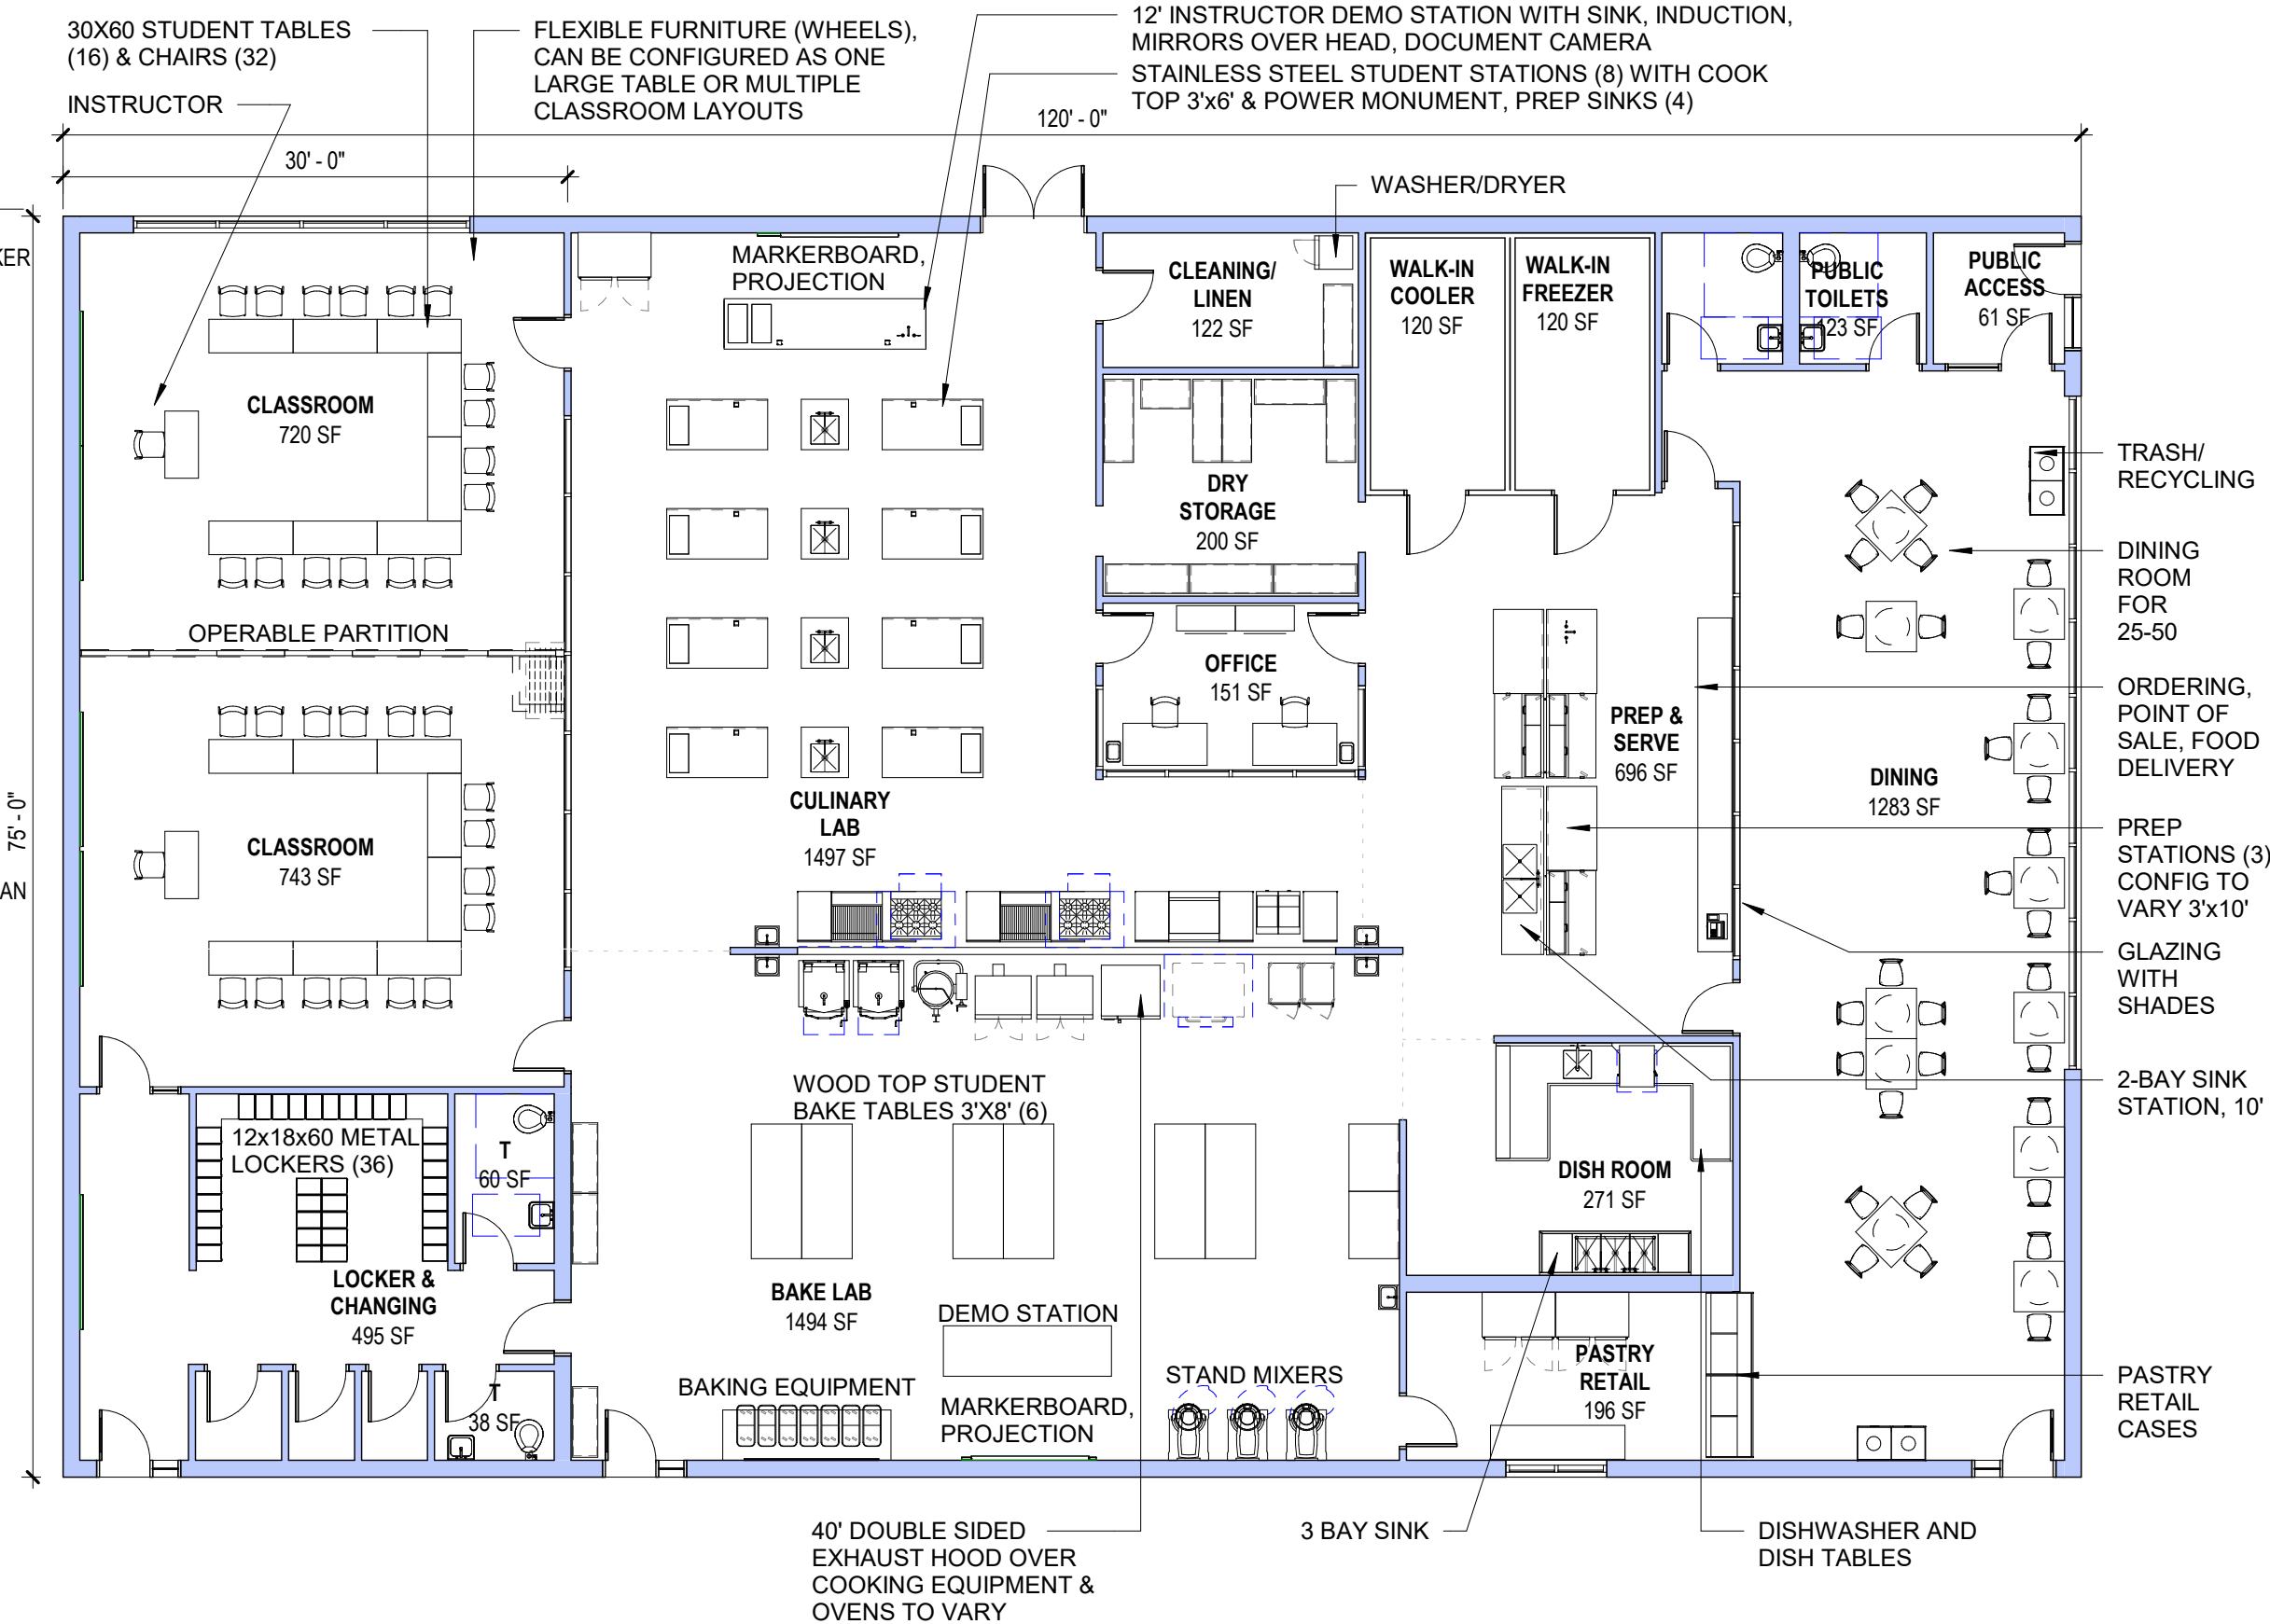 30X60 STUDENT TABLES
(16) & CHAIRS (32)
INSTRUCTOR
FLEXIBLE FURNITURE (WHEELS),
CAN BE CONFIGURED AS ONE
LARGE TABLE OR MULTIPLE
CLASSROOM LAYOUTS
12' INSTRUCTOR DEMO STATION WITH SINK, INDUCTION,
MIRRORS OVER HEAD, DOCUMENT CAMERA
STAINLESS STEEL STUDENT STATIONS (8) WITH COOK
TOP 3'x6' & POWER MONUMENT, PREP SINKS (4)
120' - 0"
30' - 0"
WASHER/DRYER
KER
MARKERBOARD,
PROJECTION
CLEANING/
LINEN
122 SF
WALK-IN
COOLER
120 SF
WALK-IN
FREEZER
120 SF
PUBLIC
TOILETS
123 SF
PUBLIC
ACCESS
61 SF
CLASSROOM
720 SF
TRASH/
RECYCLING
DRY
STORAGE
200 SF
DINING
ROOM
FOR
25-50
OPERABLE PARTITION
OFFICE
151 SF
ORDERING,
POINT OF
SALE, FOOD
DELIVERY
PREP &
SERVE
696 SF
DINING
1283 SF
75' - 0"
CULINARY
LAB
1497 SF
CLASSROOM
743 SF
AN
PREP
STATIONS (3)
CONFIG TO
VARY 3'x10'
GLAZING
WITH
SHADES
WOOD TOP STUDENT
BAKE TABLES 3'X8' (6)
2-BAY SINK
STATION, 10'
12x18x60 METAL
LOCKERS (36)
T
60 SF
DISH ROOM
271 SF
LOCKER &
CHANGING
495 SF
BAKE LAB
1494 SF
DEMO STATION
PASTRY
RETAIL
196 SF
STAND MIXERS
BAKING EQUIPMENT
MARKERBOARD,
PROJECTION
T
38 SF
PASTRY
RETAIL
CASES
40' DOUBLE SIDED
EXHAUST HOOD OVER
COOKING EQUIPMENT &
OVENS TO VARY
3 BAY SINK
DISHWASHER AND
DISH TABLES